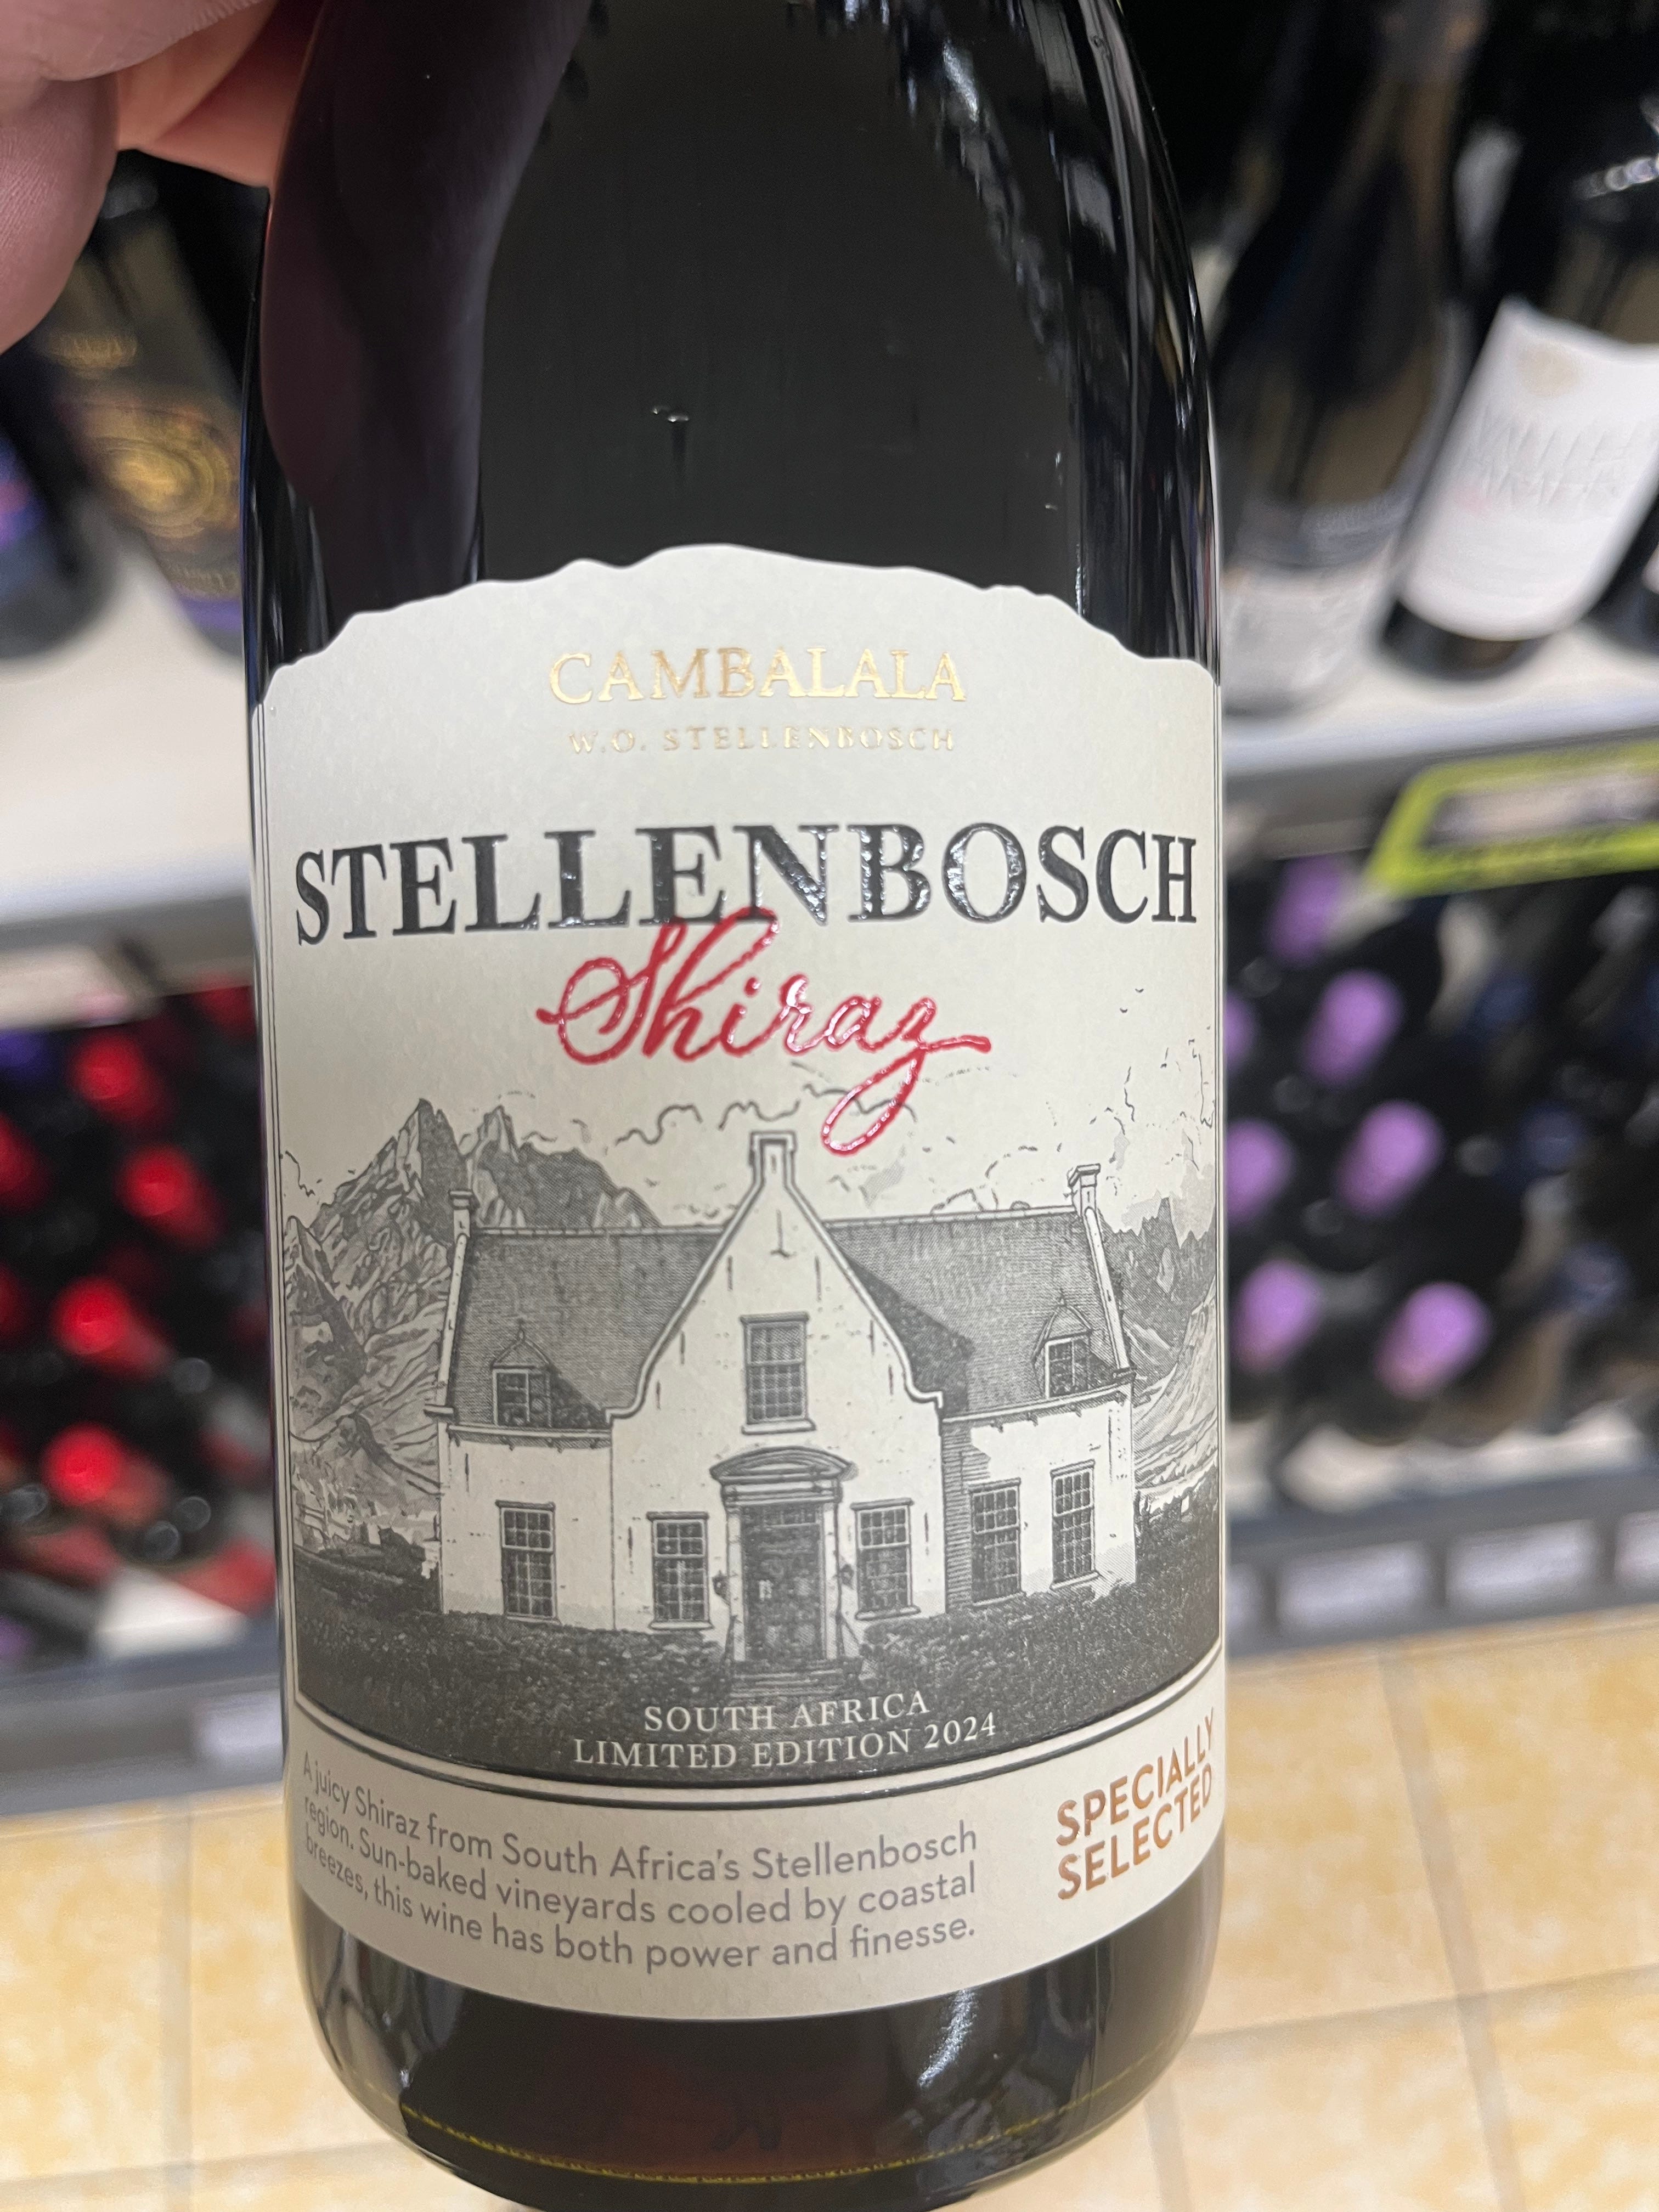 CAMBALALA
W.O. STELLENBOSCH
STELLENBOSCH
Shiraz
SOUTH AFRICA
LIMITED EDITION 2024
A juicy Shiraz from South Africa's Stellenbosch
region. Sun-baked vineyards cooled by coastal
breezes, this wine has both power and finesse.
SPECIALLY
SELECTED